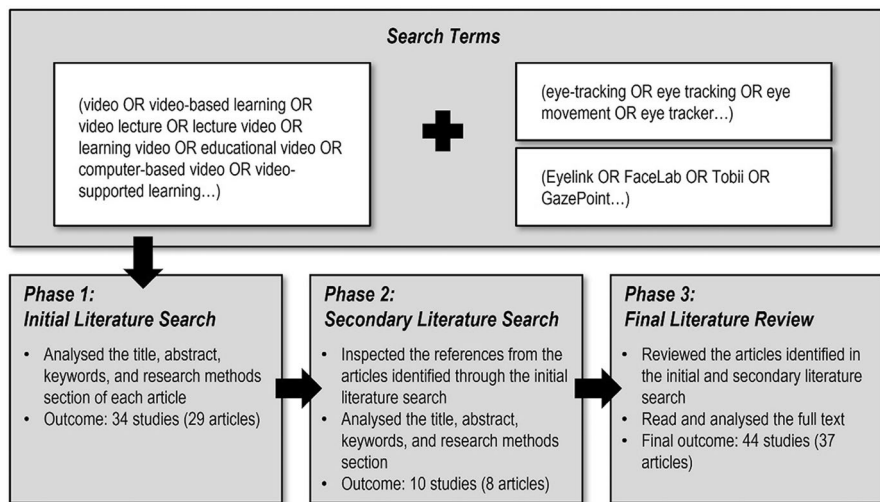 Search Terms
(video OR video-based learning OR
video lecture OR lecture video OR
learning video OR educational video OR
computer-based video OR video-
supported learning…)
(eye-tracking OR eye tracking OR eye
movement OR eye tracker…)
(Eyelink OR FaceLab OR Tobii OR
GazePoint…)
Phase 1:
Initial Literature Search
• Analysed the title, abstract,
keywords, and research methods
section of each article
• Outcome: 34 studies (29 articles)
Phase 2:
Secondary Literature Search
• Inspected the references from the
articles identified through the initial
literature search
• Analysed the title, abstract,
keywords, and research methods
section
• Outcome: 10 studies (8 articles)
Phase 3:
Final Literature Review
• Reviewed the articles identified in
the initial and secondary literature
search
• Read and analysed the full text
• Final outcome: 44 studies (37
articles)